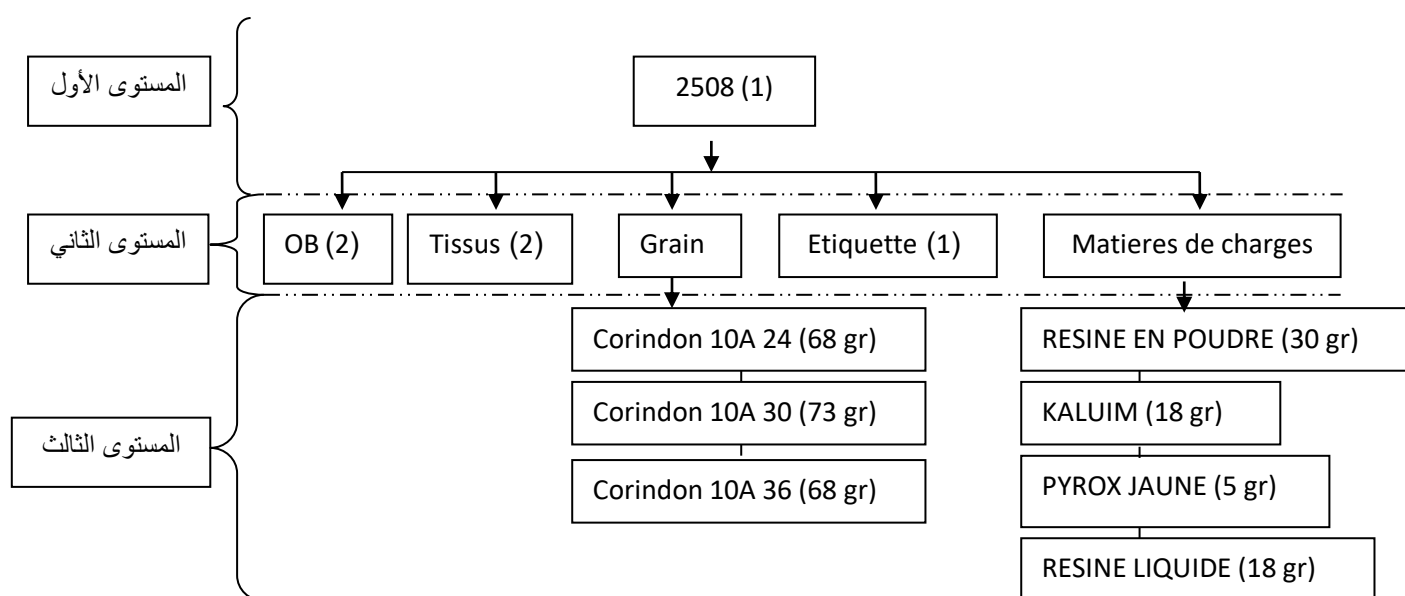 المستوى الأول
2508 (1)
المستوى الثاني
OB (2)
Tissus (2)
Grain
Etiquette (1)
Matieres de charges
المستوى الثالث
Corindon 10A 24 (68 gr)
Corindon 10A 30 (73 gr)
Corindon 10A 36 (68 gr)
RESINE EN POUDRE (30 gr)
KALUIM (18 gr)
PYROX JAUNE (5 gr)
RESINE LIQUIDE (18 gr)